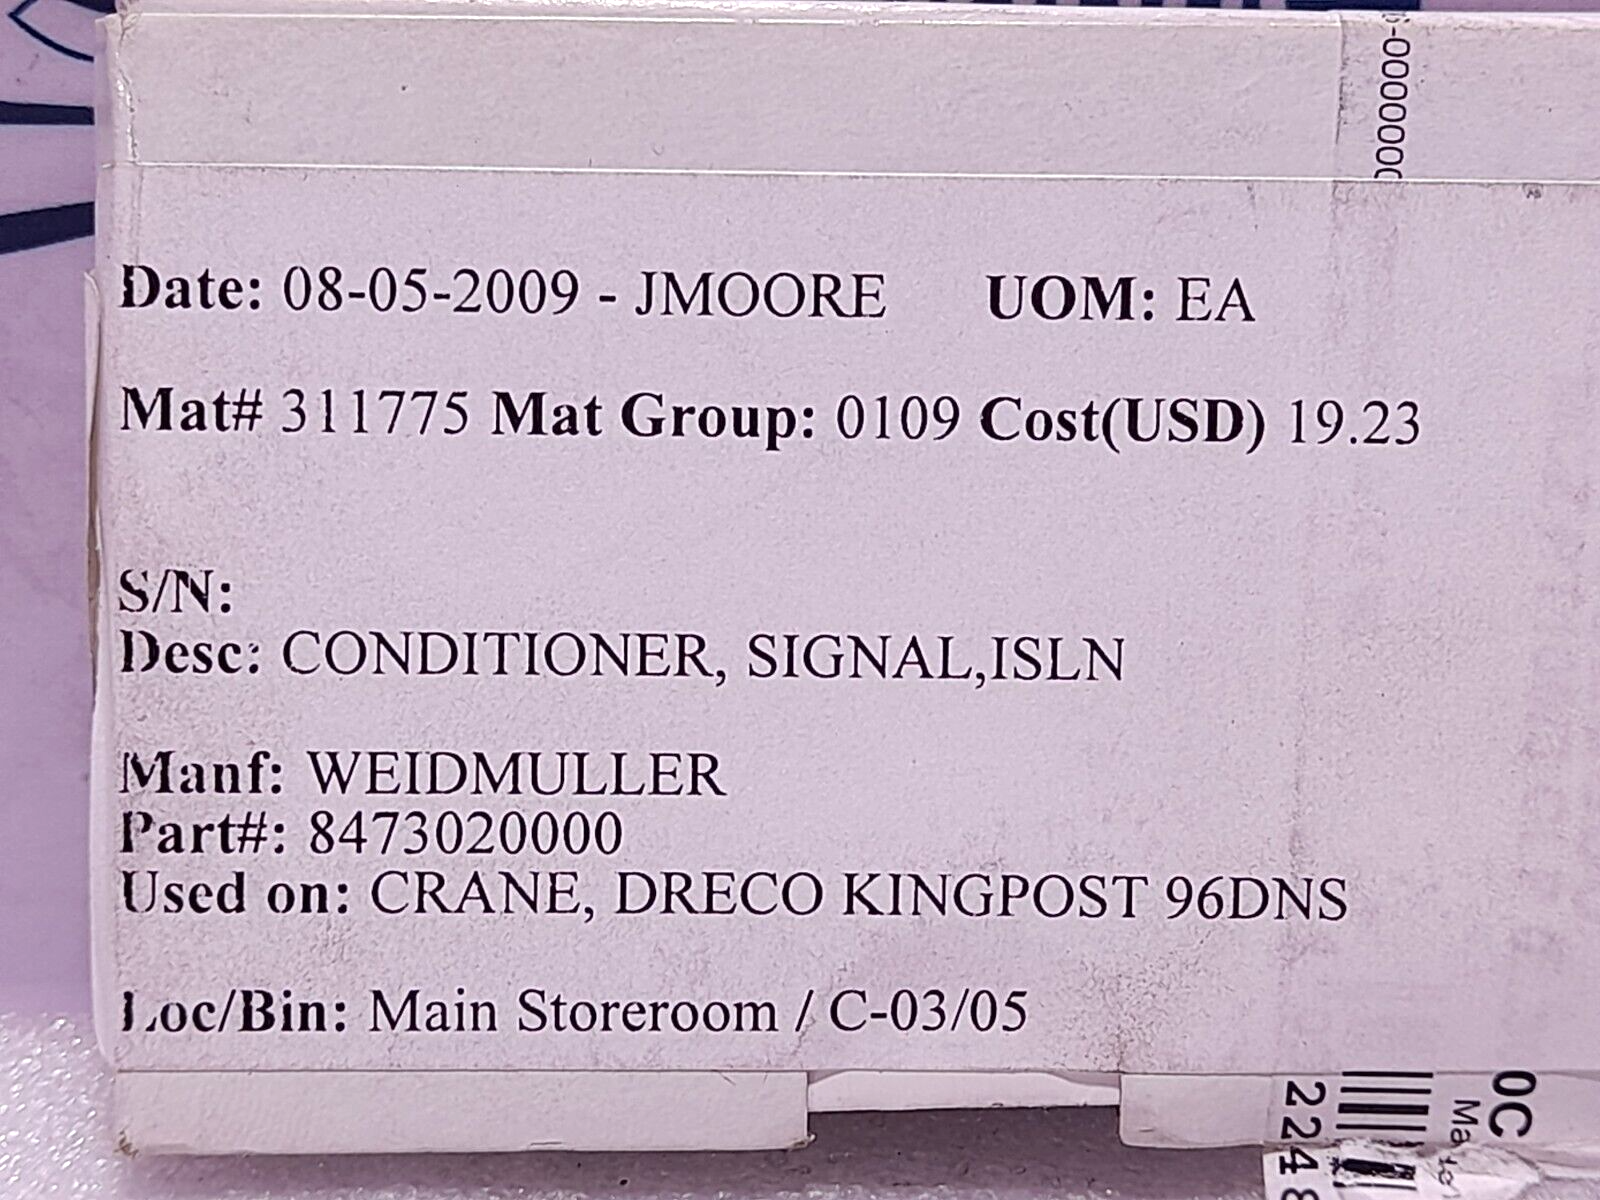 Date: 08-05-2009 - JMOORE UOM: EA
Mat# 311775 Mat Group: 0109 Cost(USD) 19.23
S/N:
Desc: CONDITIONER, SIGNAL,ISLN
Manf: WEIDMULLER
Part#: 8473020000
Used on: CRANE, DRECO KINGPOST 96DNS
Loc/Bin: Main Storeroom / C-03/05